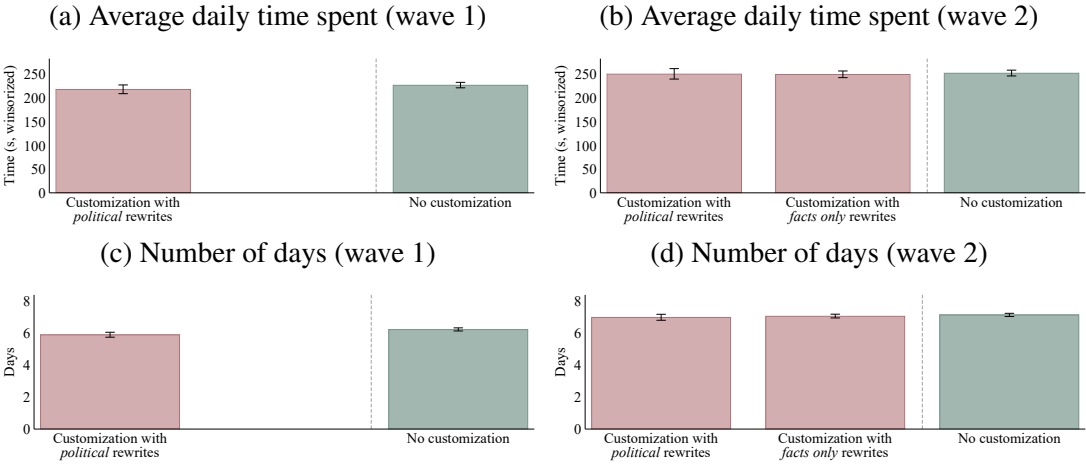 (a) Average daily time spent (wave 1)
Time (s, winsorized)
250
200
150
100
50
0
Customization with
political rewrites
No customization
(b) Average daily time spent (wave 2)
Time (s, winsorized)
250
200
150
100
50
0
Customization with
political rewrites
Customization with
facts only rewrites
No customization
(c) Number of days (wave 1)
Days
8
6
4
2
0
Customization with
political rewrites
No customization
(d) Number of days (wave 2)
Days
8
6
4
2
0
Customization with
political rewrites
Customization with
facts only rewrites
No customization